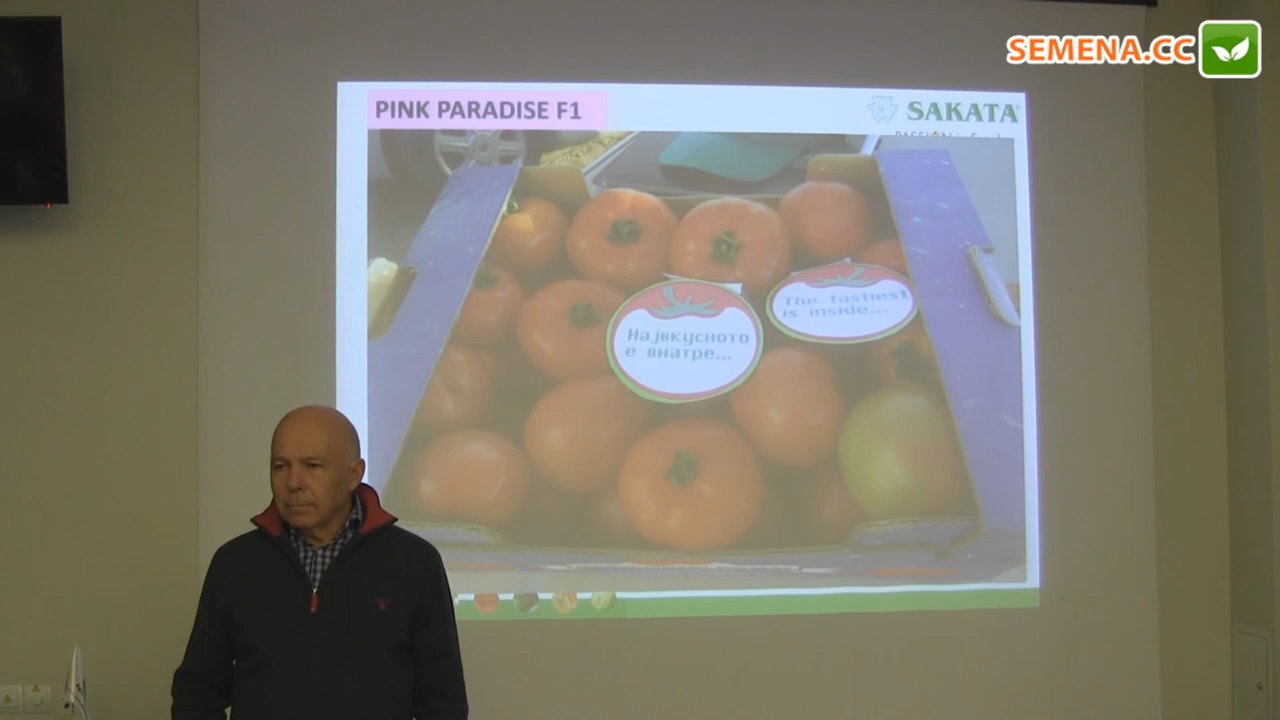 SEMENA.CC
PINK PARADISE F1
SAKATA
The tastiest
is inside...
Највкусното
е внатре...